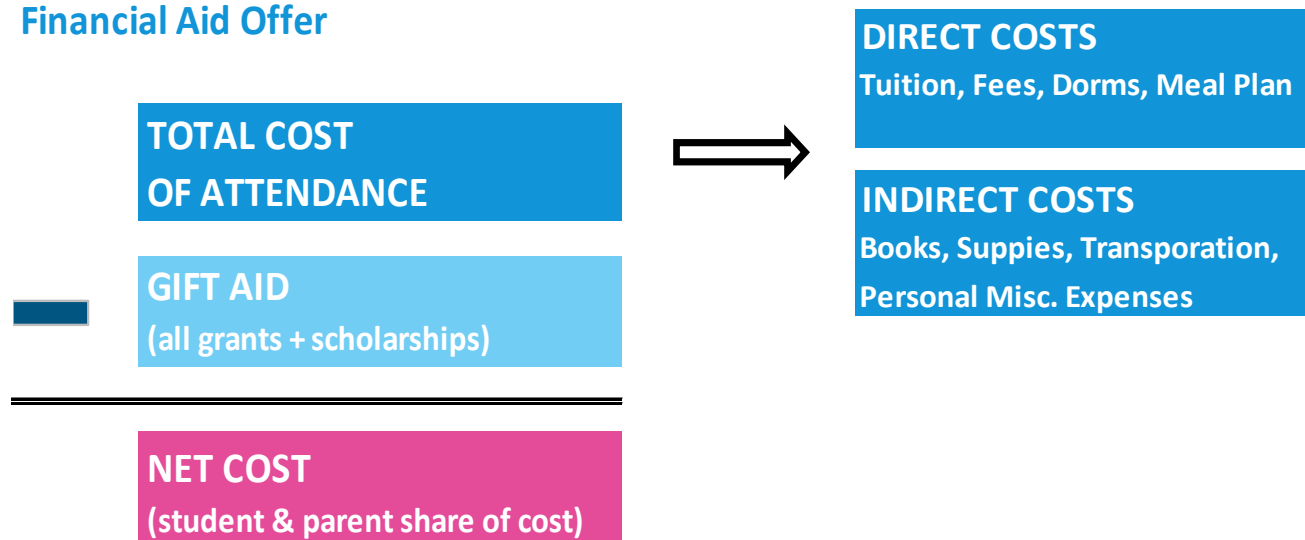 Financial Aid Offer
TOTAL COST
OF ATTENDANCE
GIFT AID
(all grants + scholarships)
NET COST
(student & parent share of cost)
DIRECT COSTS
Tuition, Fees, Dorms, Meal Plan
INDIRECT COSTS
Books, Suppies, Transporation,
Personal Misc. Expenses